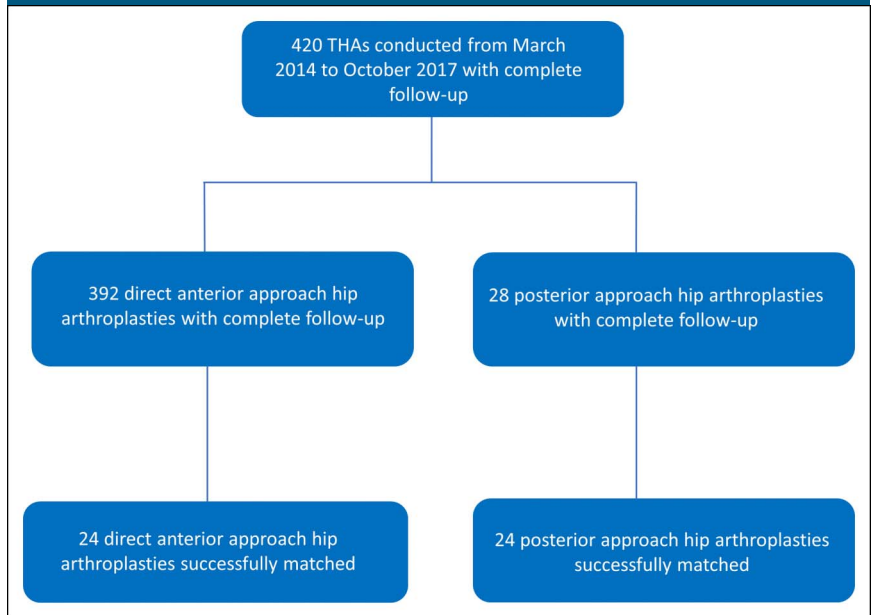 420 THAs conducted from March
2014 to October 2017 with complete
follow-up
392 direct anterior approach hip
arthroplasties with complete follow-up
28 posterior approach hip arthroplasties
with complete follow-up
24 direct anterior approach hip
arthroplasties successfully matched
24 posterior approach hip arthroplasties
successfully matched